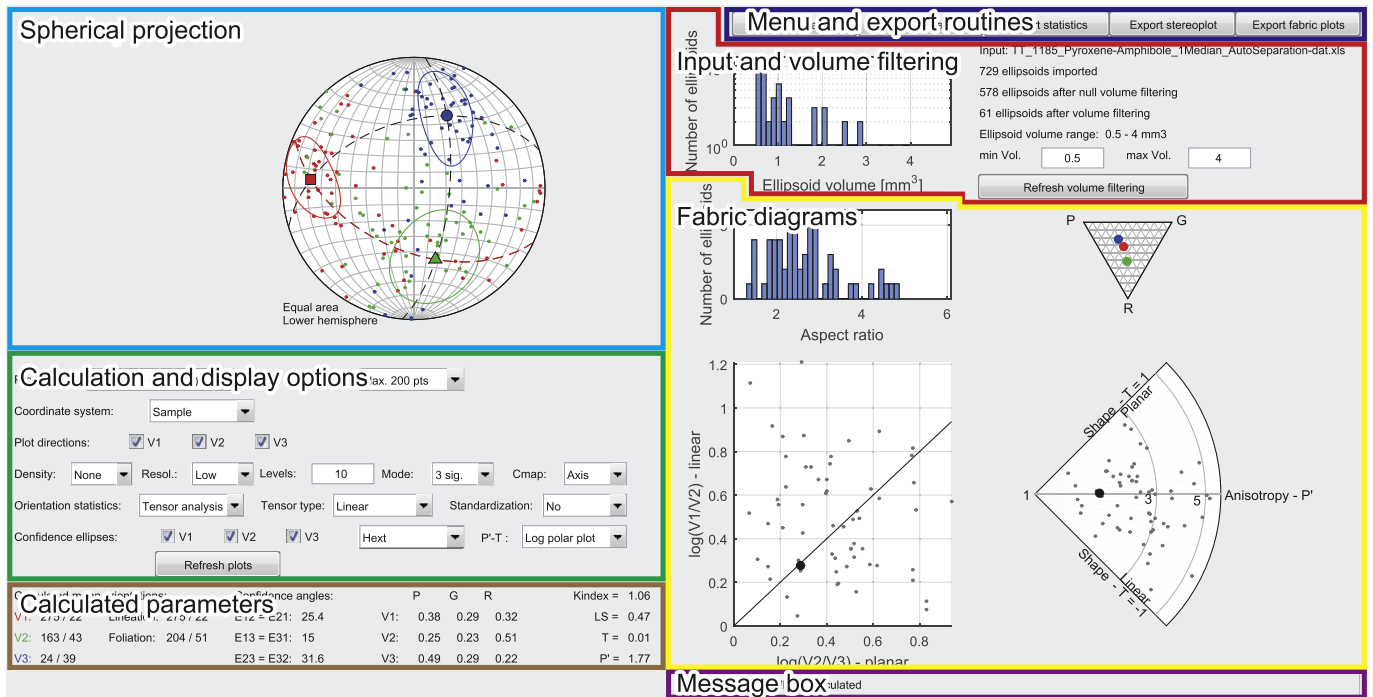 Spherical projection
Equal area
Lower hemisphere
Menu and export routines
statistics
Export stereoplot
Export fabric plots
Input and volume filtering
Number of
10^0
0 1 2 3 4
Ellipsoid volume [mm³]
Input: TT_1185_Pyroxene-Amphibole_1Median_AutoSeparation-dat.xls
729 ellipsoids imported
578 ellipsoids after null volume filtering
61 ellipsoids after volume filtering
Ellipsoid volume range: 0.5 - 4 mm3
min Vol. 0.5 max Vol. 4
Refresh volume filtering
Fabric diagrams
Number of
0
2 4 6
Aspect ratio
P G
R
1.2
1
0.8
0.6
0.4
0.2
0
0 0.2 0.4 0.6 0.8
log(V1/V2) - linear
log(V2/V3) - planar
Shape - T = 1
Planar
1 3 5 Anisotropy - P'
Linear
Shape - T = -1
Calculation and display options
Max. 200 pts
Coordinate system: Sample
Plot directions: V1 V2 V3
Density: None Resol.: Low Levels: 10 Mode: 3 sig. Cmap: Axis
Orientation statistics: Tensor analysis Tensor type: Linear Standardization: No
Confidence ellipses: V1 V2 V3 Hext P'-T : Log polar plot
Refresh plots
Calculated parameters
Confidence angles: P G R Kindex = 1.06
V1: 275 / 22 Lineation: 275 / 22 E12 = E21: 25.4 V1: 0.38 0.29 0.32 LS = 0.47
V2: 163 / 43 Foliation: 204 / 51 E13 = E31: 15 V2: 0.25 0.23 0.51 T = 0.01
V3: 24 / 39 E23 = E32: 31.6 V3: 0.49 0.29 0.22 P' = 1.77
Message box